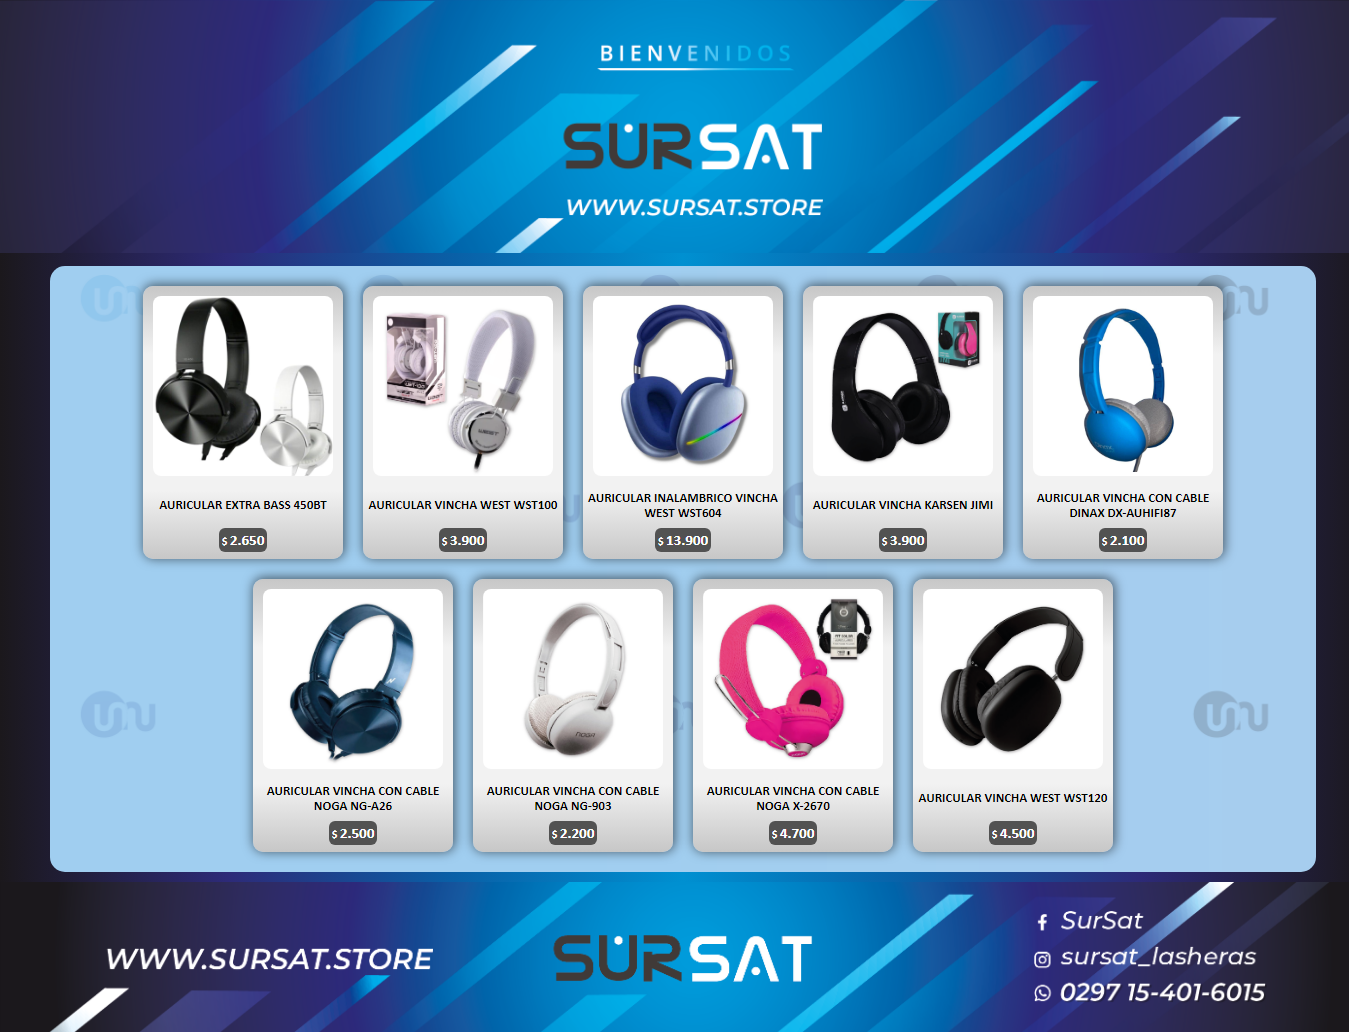 BIENVENIDOS
SURSAT
WWW.SURSAT.STORE
AURICULAR EXTRA BASS 450BT
$ 2.650
WEST
AURICULAR VINCHA WEST WST100
$ 3.900
AURICULAR INALAMBRICO VINCHA
WEST WST604
$ 13.900
AURICULAR VINCHA KARSEN JIMI
$ 3.900
AURICULAR VINCHA CON CABLE
DINAX DX-AUHIFI87
$ 2.100
AURICULAR VINCHA CON CABLE
NOGA NG-A26
$ 2.500
noga
AURICULAR VINCHA CON CABLE
NOGA NG-903
$ 2.200
AURICULAR VINCHA CON CABLE
NOGA X-2670
$ 4.700
AURICULAR VINCHA WEST WST120
$ 4.500
WWW.SURSAT.STORE
SURSAT
SurSat
sursat_lasheras
0297 15-401-6015